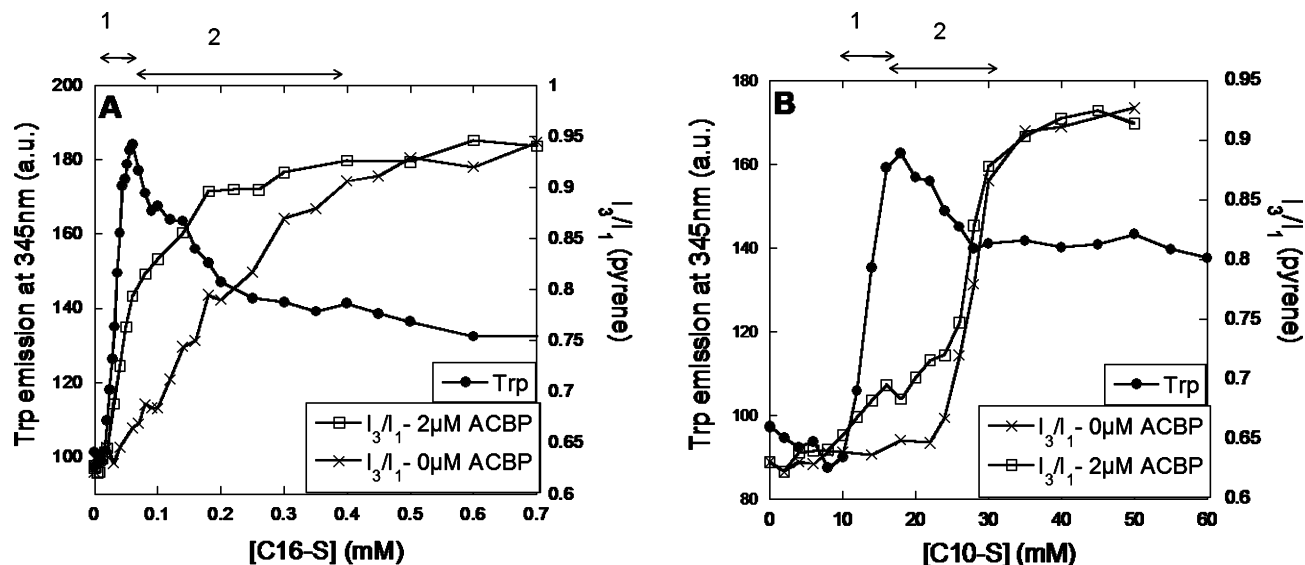 1
2
A
200
180
160
140
120
100
Trp emission at 345nm (a.u.)
1
0.95
0.9
0.85
0.8
0.75
0.7
0.65
0.6
I3/I1 (pyrene)
Trp
I3/I1- 2µM ACBP
I3/I1- 0µM ACBP
0 0.1 0.2 0.3 0.4 0.5 0.6 0.7
[C16-S] (mM)
1
2
B
180
160
140
120
100
80
Trp emission at 345nm (a.u.)
0.95
0.9
0.85
0.8
0.75
0.7
0.65
0.6
I3/I1 (pyrene)
Trp
I3/I1- 0µM ACBP
I3/I1- 2µM ACBP
0 10 20 30 40 50 60
[C10-S] (mM)